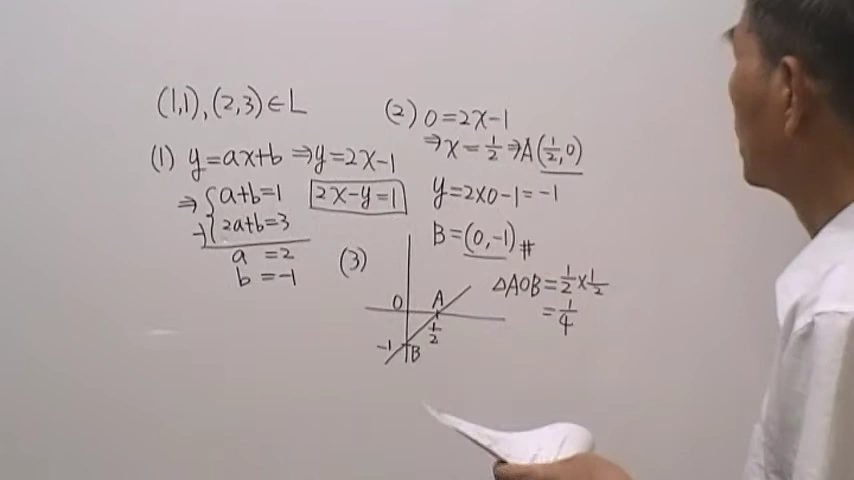 (1,1),(2,3)∈L
(1) y=ax+b ⇒y=2x-1
⇒{a+b=1
2a+b=3
a =2
b =-1
2x-y=1
(2) 0=2x-1
⇒x=1/2⇒A(1/2,0)
y=2×0-1=-1
B=(0,-1)#
(3)
O A
1/2
-1 B
△AOB=1/2×1/2
=1/4